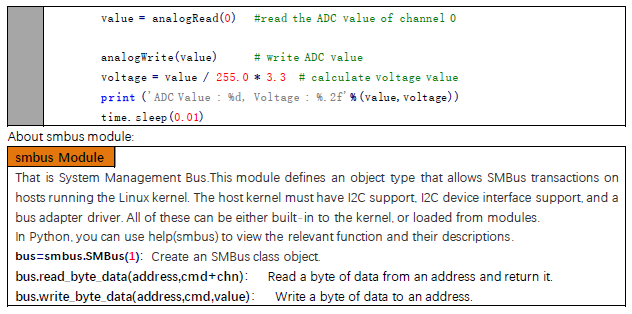 value = analogRead(0)   #read the ADC value of channel 0
analogWrite(value)      # write ADC value
voltage = value / 255.0 * 3.3  # calculate voltage value
print ('ADC Value : %d, Voltage : %.2f'%(value,voltage))
time.sleep(0.01)
About smbus module:
smbus Module
That is System Management Bus.This module defines an object type that allows SMBus transactions on
hosts running the Linux kernel. The host kernel must have I2C support, I2C device interface support, and a
bus adapter driver. All of these can be either built-in to the kernel, or loaded from modules.
In Python, you can use help(smbus) to view the relevant function and their descriptions.
bus=smbus.SMBus(1): Create an SMBus class object.
bus.read_byte_data(address,cmd+chn): Read a byte of data from an address and return it.
bus.write_byte_data(address,cmd,value): Write a byte of data to an address.